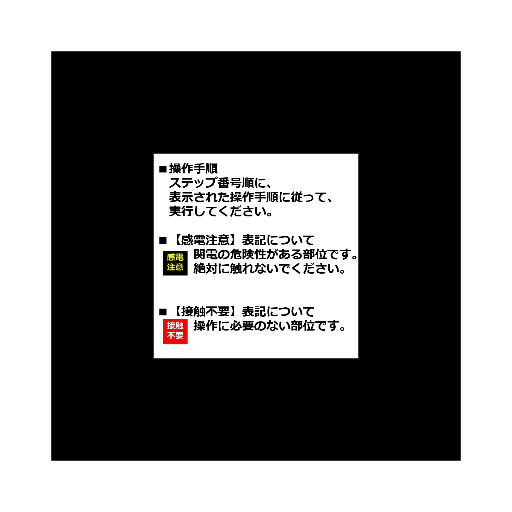 ■操作手順
ステップ番号順に、
表示された操作手順に従って、
実行してください。
■【感電注意】表記について
感電
注意
関電の危険性がある部位です。
絶対に触れないでください。
■【接触不要】表記について
接触
不要
操作に必要のない部位です。